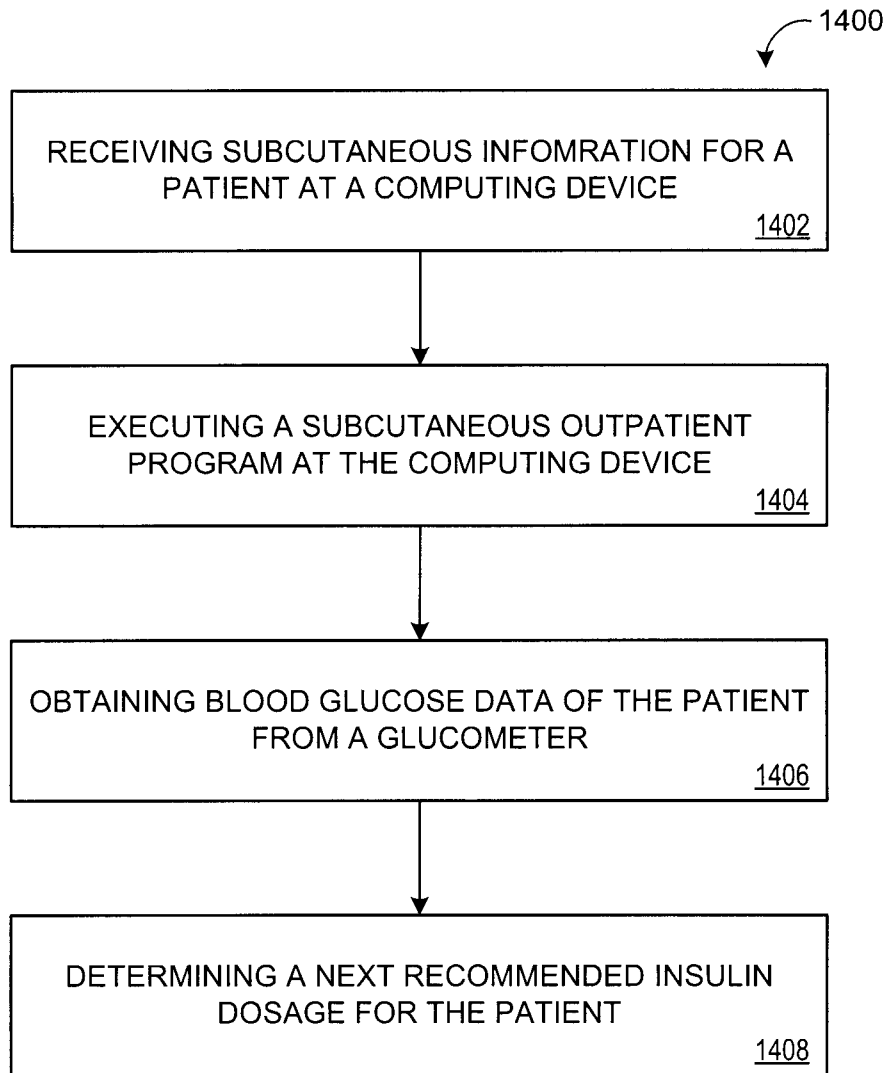 1400
RECEIVING SUBCUTANEOUS INFOMRATION FOR A
PATIENT AT A COMPUTING DEVICE
1402
EXECUTING A SUBCUTANEOUS OUTPATIENT
PROGRAM AT THE COMPUTING DEVICE
1404
OBTAINING BLOOD GLUCOSE DATA OF THE PATIENT
FROM A GLUCOMETER
1406
DETERMINING A NEXT RECOMMENDED INSULIN
DOSAGE FOR THE PATIENT
1408